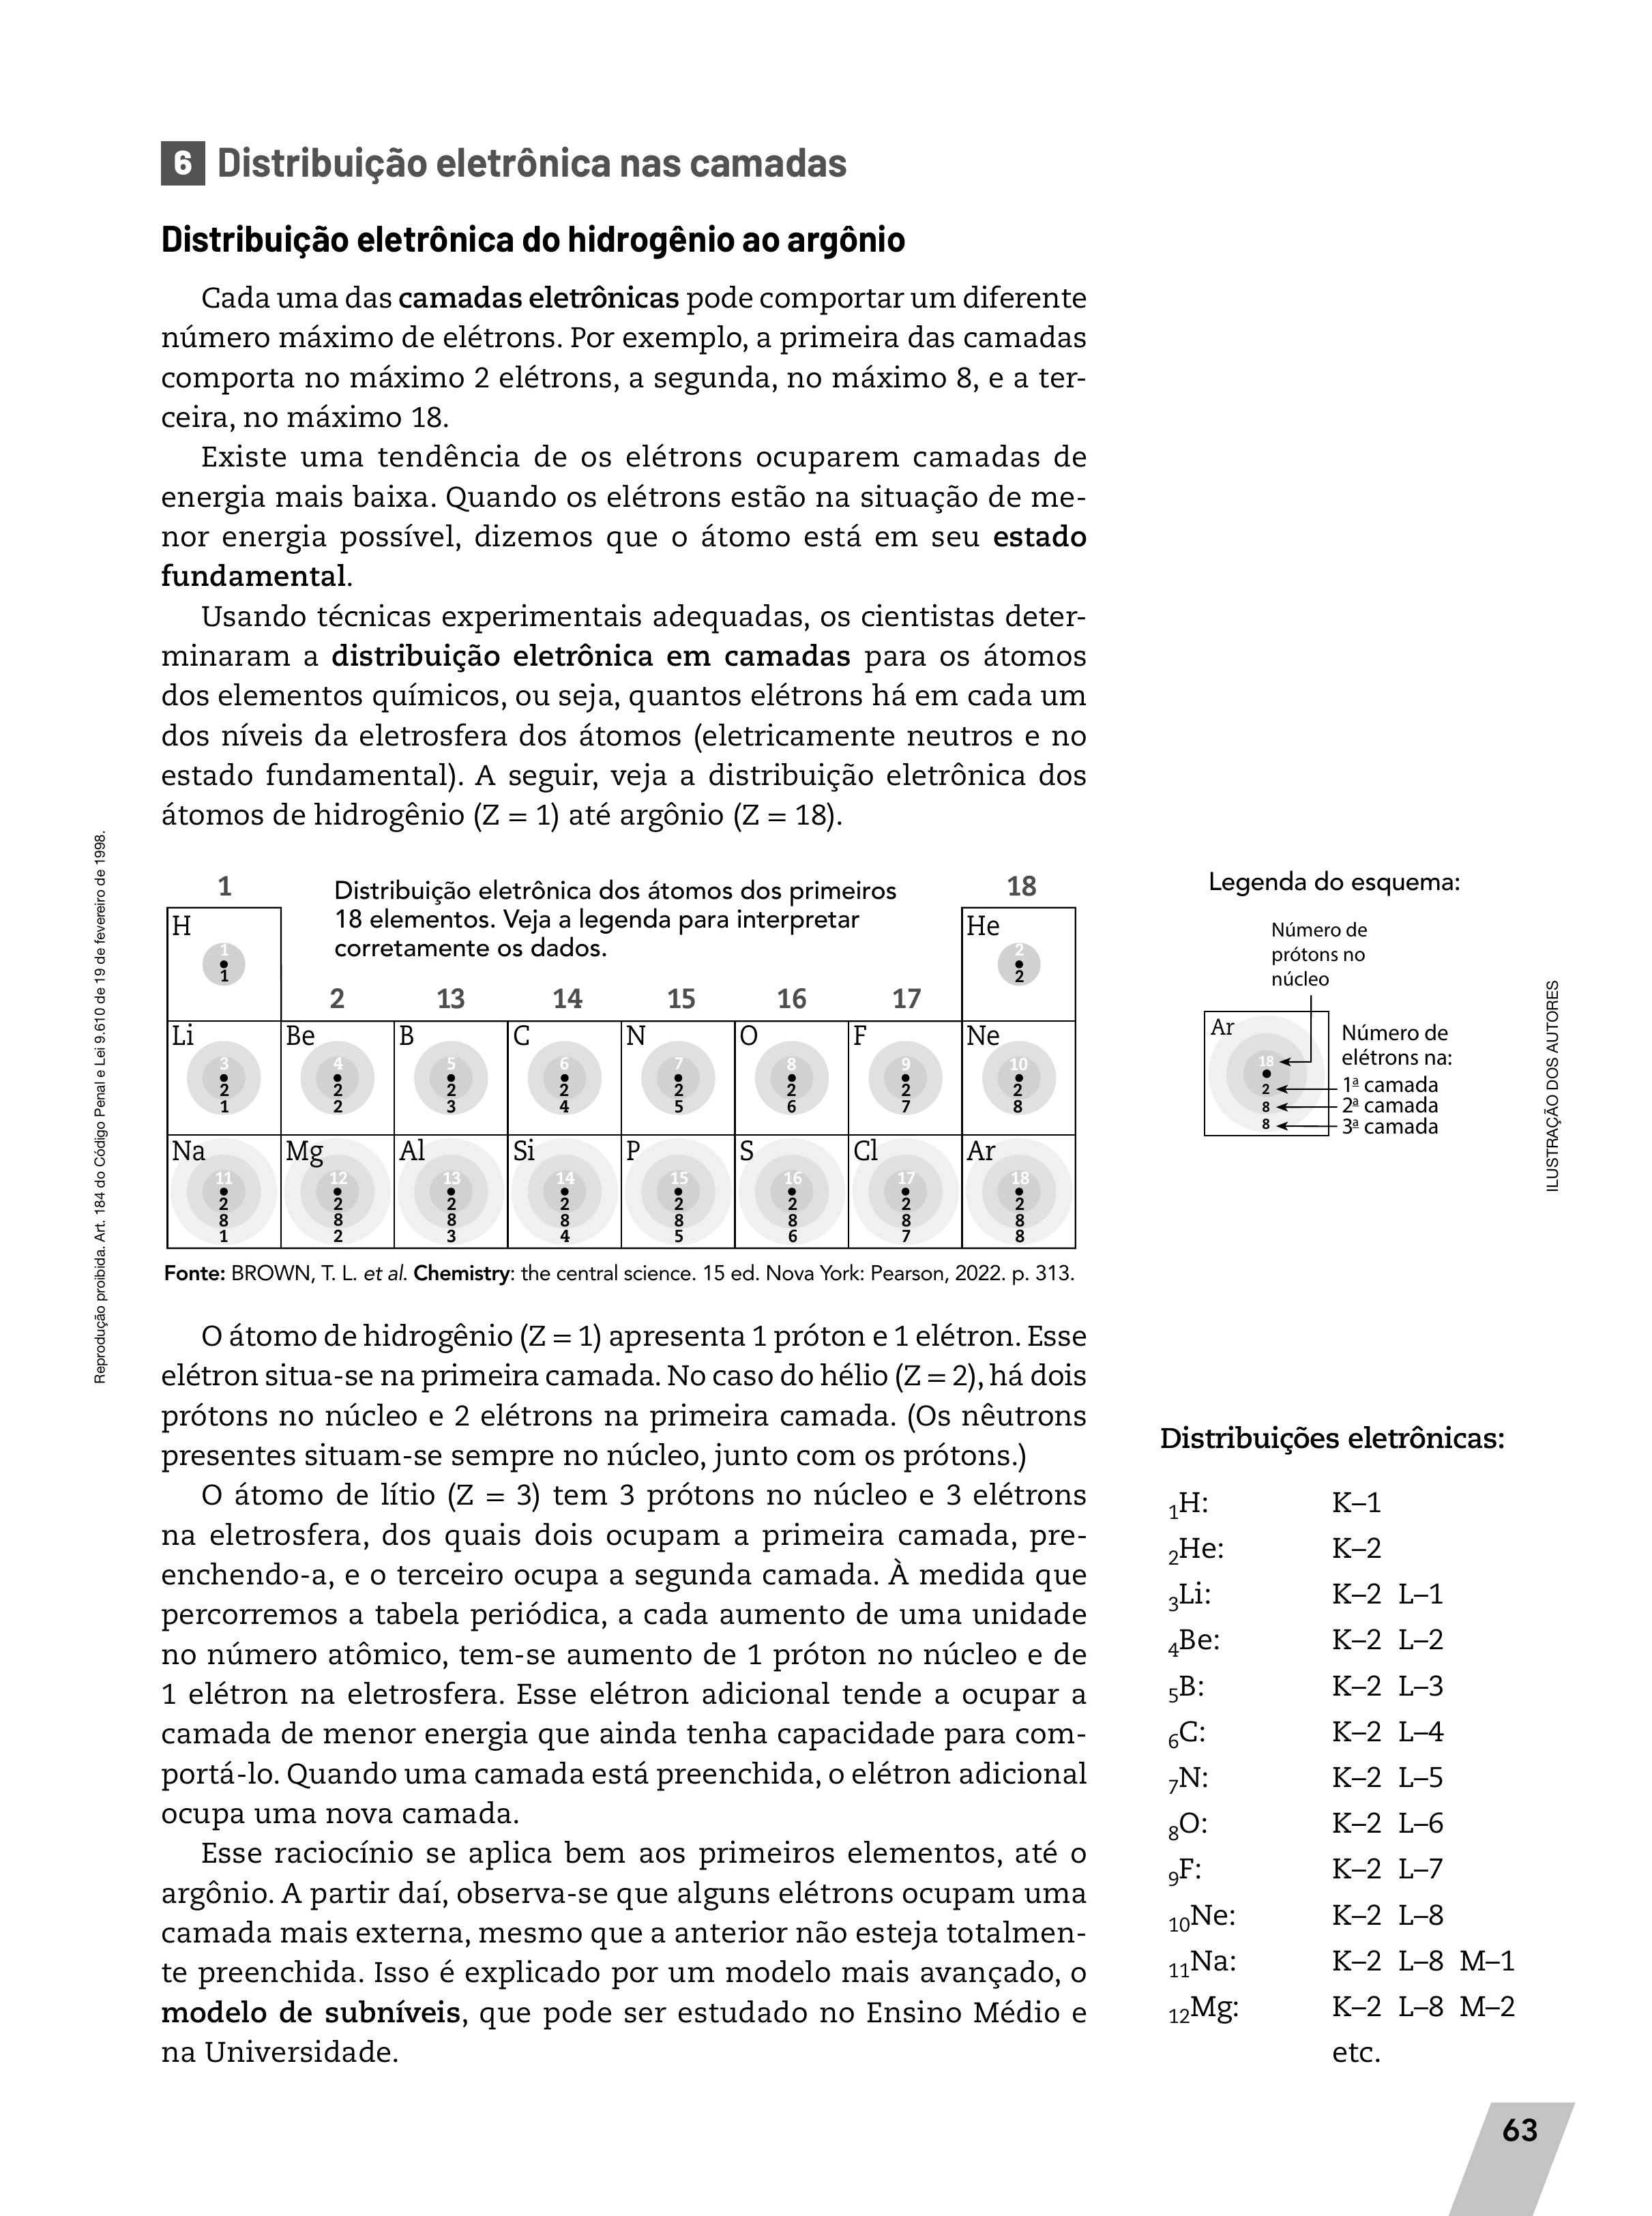 6 Distribuição eletrônica nas camadas
Distribuição eletrônica do hidrogênio ao argônio
Cada uma das camadas eletrônicas pode comportar um diferente
número máximo de elétrons. Por exemplo, a primeira das camadas
comporta no máximo 2 elétrons, a segunda, no máximo 8, e a ter-
ceira, no máximo 18.
Existe uma tendência de os elétrons ocuparem camadas de
energia mais baixa. Quando os elétrons estão na situação de me-
nor energia possível, dizemos que o átomo está em seu estado
fundamental.
Usando técnicas experimentais adequadas, os cientistas deter-
minaram a distribuição eletrônica em camadas para os átomos
dos elementos químicos, ou seja, quantos elétrons há em cada um
dos níveis da eletrosfera dos átomos (eletricamente neutros e no
estado fundamental). A seguir, veja a distribuição eletrônica dos
átomos de hidrogênio (Z = 1) até argônio (Z = 18).
1
Distribuição eletrônica dos átomos dos primeiros
18 elementos. Veja a legenda para interpretar
corretamente os dados.
18
H
1
1
He
2
2
2 13 14 15 16 17
Li Be B C N O F Ne
3 4 5 6 7 8 9 10
2 2 2 2 2 2 2 2
1 2 3 4 5 6 7 8
Na Mg Al Si P S Cl Ar
11 12 13 14 15 16 17 18
2 2 2 2 2 2 2 2
8 8 8 8 8 8 8 8
1 2 3 4 5 6 7 8
Fonte: BROWN, T. L. et al. Chemistry: the central science. 15 ed. Nova York: Pearson, 2022. p. 313.
Legenda do esquema:
Número de
prótons no
núcleo
Ar
18
2
8
8
Número de
elétrons na:
1ª camada
2ª camada
3ª camada
ILUSTRAÇÃO DOS AUTORES
Reprodução proibida. Art. 184 do Código Penal e Lei 9.610 de 19 de fevereiro de 1998.
O átomo de hidrogênio (Z = 1) apresenta 1 próton e 1 elétron. Esse
elétron situa-se na primeira camada. No caso do hélio (Z = 2), há dois
prótons no núcleo e 2 elétrons na primeira camada. (Os nêutrons
presentes situam-se sempre no núcleo, junto com os prótons.)
O átomo de lítio (Z = 3) tem 3 prótons no núcleo e 3 elétrons
na eletrosfera, dos quais dois ocupam a primeira camada, pre-
enchendo-a, e o terceiro ocupa a segunda camada. À medida que
percorremos a tabela periódica, a cada aumento de uma unidade
no número atômico, tem-se aumento de 1 próton no núcleo e de
1 elétron na eletrosfera. Esse elétron adicional tende a ocupar a
camada de menor energia que ainda tenha capacidade para com-
portá-lo. Quando uma camada está preenchida, o elétron adicional
ocupa uma nova camada.
Esse raciocínio se aplica bem aos primeiros elementos, até o
argônio. A partir daí, observa-se que alguns elétrons ocupam uma
camada mais externa, mesmo que a anterior não esteja totalmen-
te preenchida. Isso é explicado por um modelo mais avançado, o
modelo de subníveis, que pode ser estudado no Ensino Médio e
na Universidade.
Distribuições eletrônicas:
1H: K–1
2He: K–2
3Li: K–2 L–1
4Be: K–2 L–2
5B: K–2 L–3
6C: K–2 L–4
7N: K–2 L–5
8O: K–2 L–6
9F: K–2 L–7
10Ne: K–2 L–8
11Na: K–2 L–8 M–1
12Mg: K–2 L–8 M–2
etc.
63